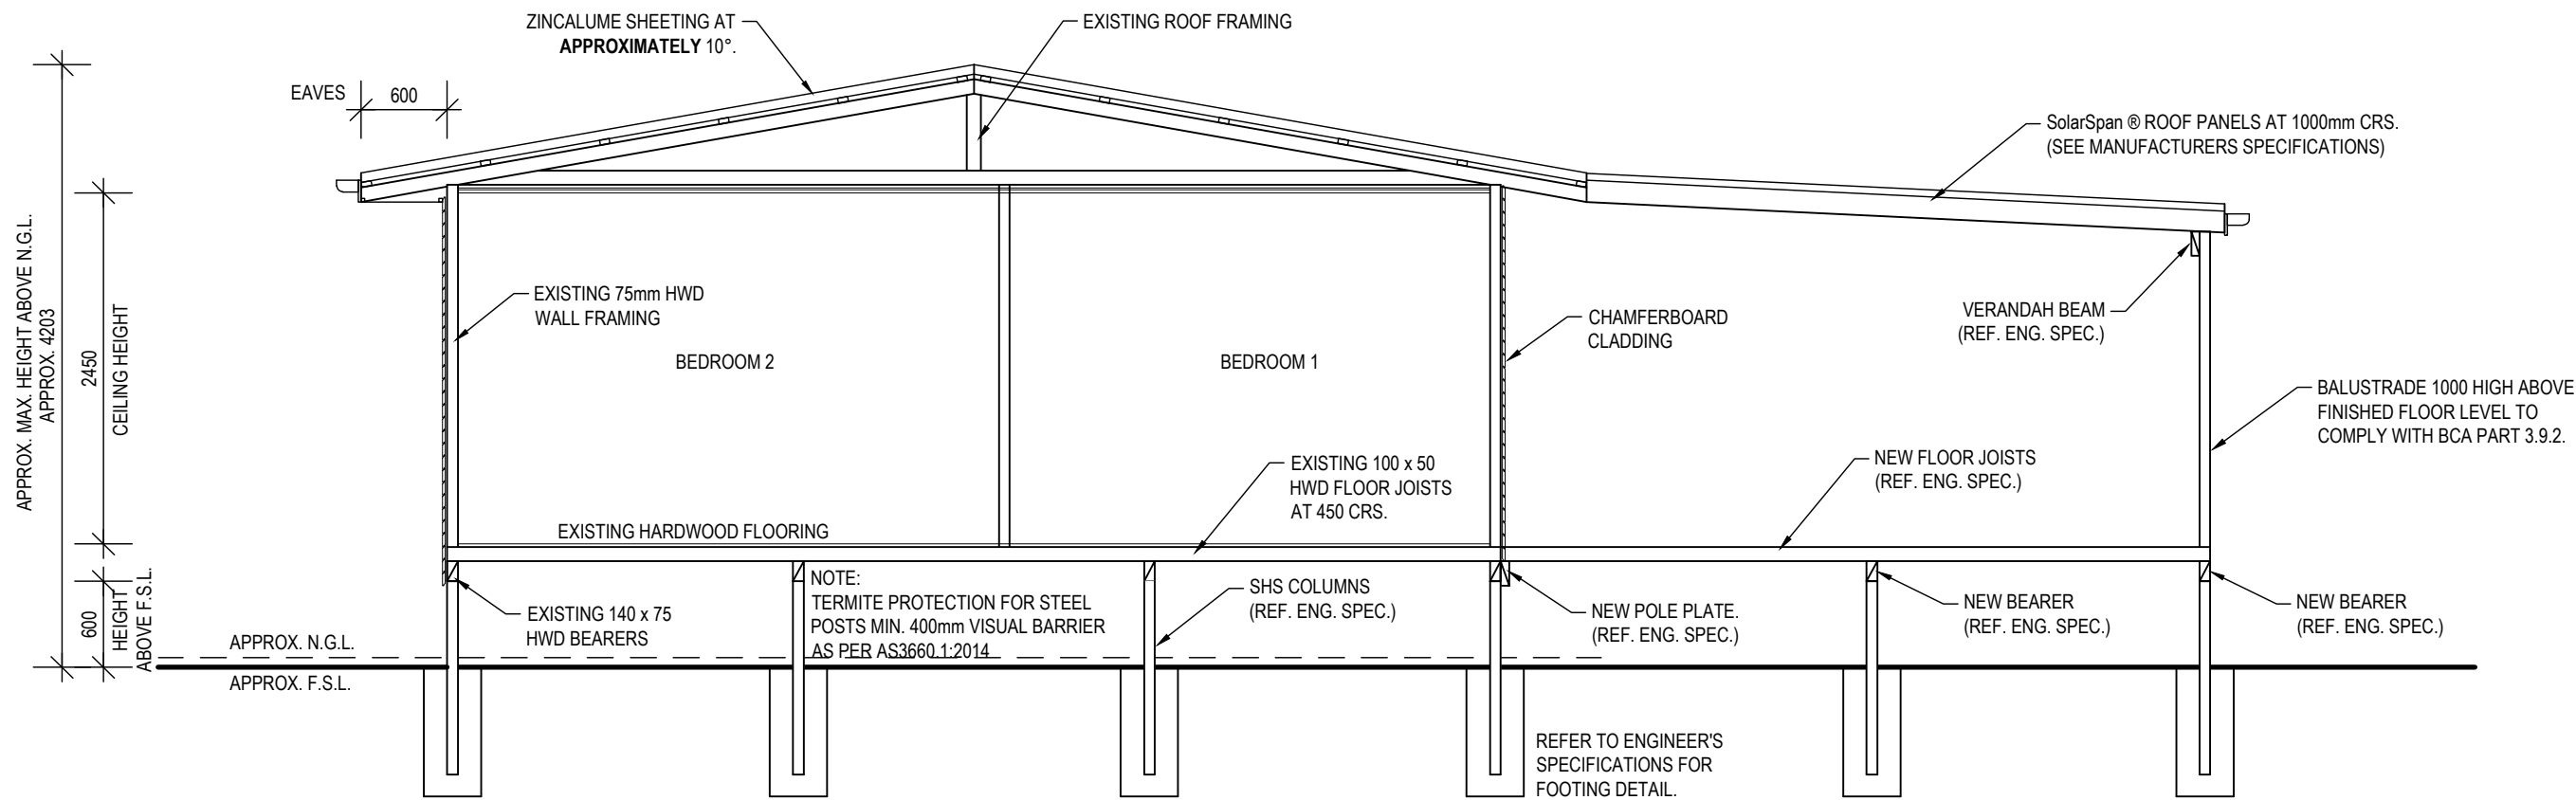 ZINCALUME SHEETING AT
APPROXIMATELY 10°.
EXISTING ROOF FRAMING
EAVES
600
SolarSpan ® ROOF PANELS AT 1000mm CRS.
(SEE MANUFACTURERS SPECIFICATIONS)
APPROX. MAX. HEIGHT ABOVE N.G.L.
APPROX. 4203
2450
CEILING HEIGHT
600
HEIGHT
ABOVE F.S.L.
EXISTING 75mm HWD
WALL FRAMING
BEDROOM 2
BEDROOM 1
CHAMFERBOARD
CLADDING
VERANDAH BEAM
(REF. ENG. SPEC.)
BALUSTRADE 1000 HIGH ABOVE
FINISHED FLOOR LEVEL TO
COMPLY WITH BCA PART 3.9.2.
EXISTING 100 x 50
HWD FLOOR JOISTS
AT 450 CRS.
NEW FLOOR JOISTS
(REF. ENG. SPEC.)
EXISTING HARDWOOD FLOORING
EXISTING 140 x 75
HWD BEARERS
NOTE:
TERMITE PROTECTION FOR STEEL
POSTS MIN. 400mm VISUAL BARRIER
AS PER AS3660.1:2014
SHS COLUMNS
(REF. ENG. SPEC.)
NEW POLE PLATE.
(REF. ENG. SPEC.)
NEW BEARER
(REF. ENG. SPEC.)
NEW BEARER
(REF. ENG. SPEC.)
APPROX. N.G.L.
APPROX. F.S.L.
REFER TO ENGINEER'S
SPECIFICATIONS FOR
FOOTING DETAIL.